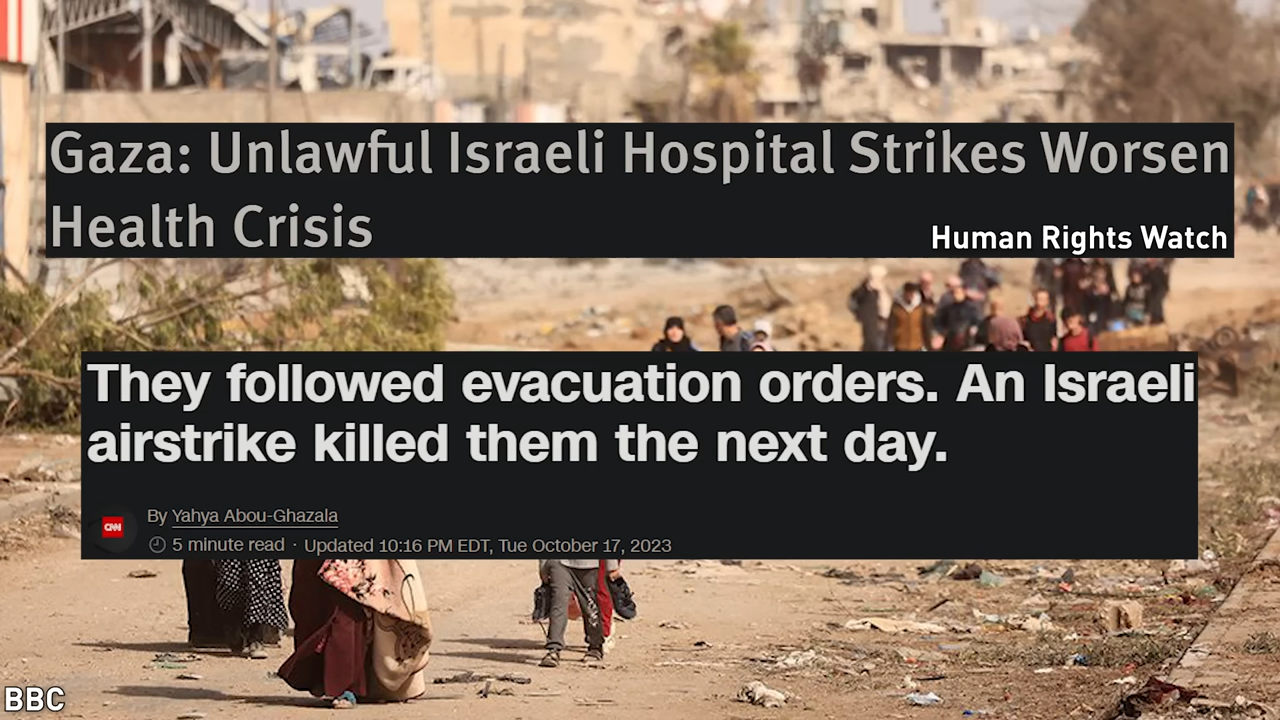 Gaza: Unlawful Israeli Hospital Strikes Worsen
Health Crisis
Human Rights Watch
They followed evacuation orders. An Israeli
airstrike killed them the next day.
CNN
By Yahya Abou-Ghazala
5 minute read · Updated 10:16 PM EDT, Tue October 17, 2023
BBC